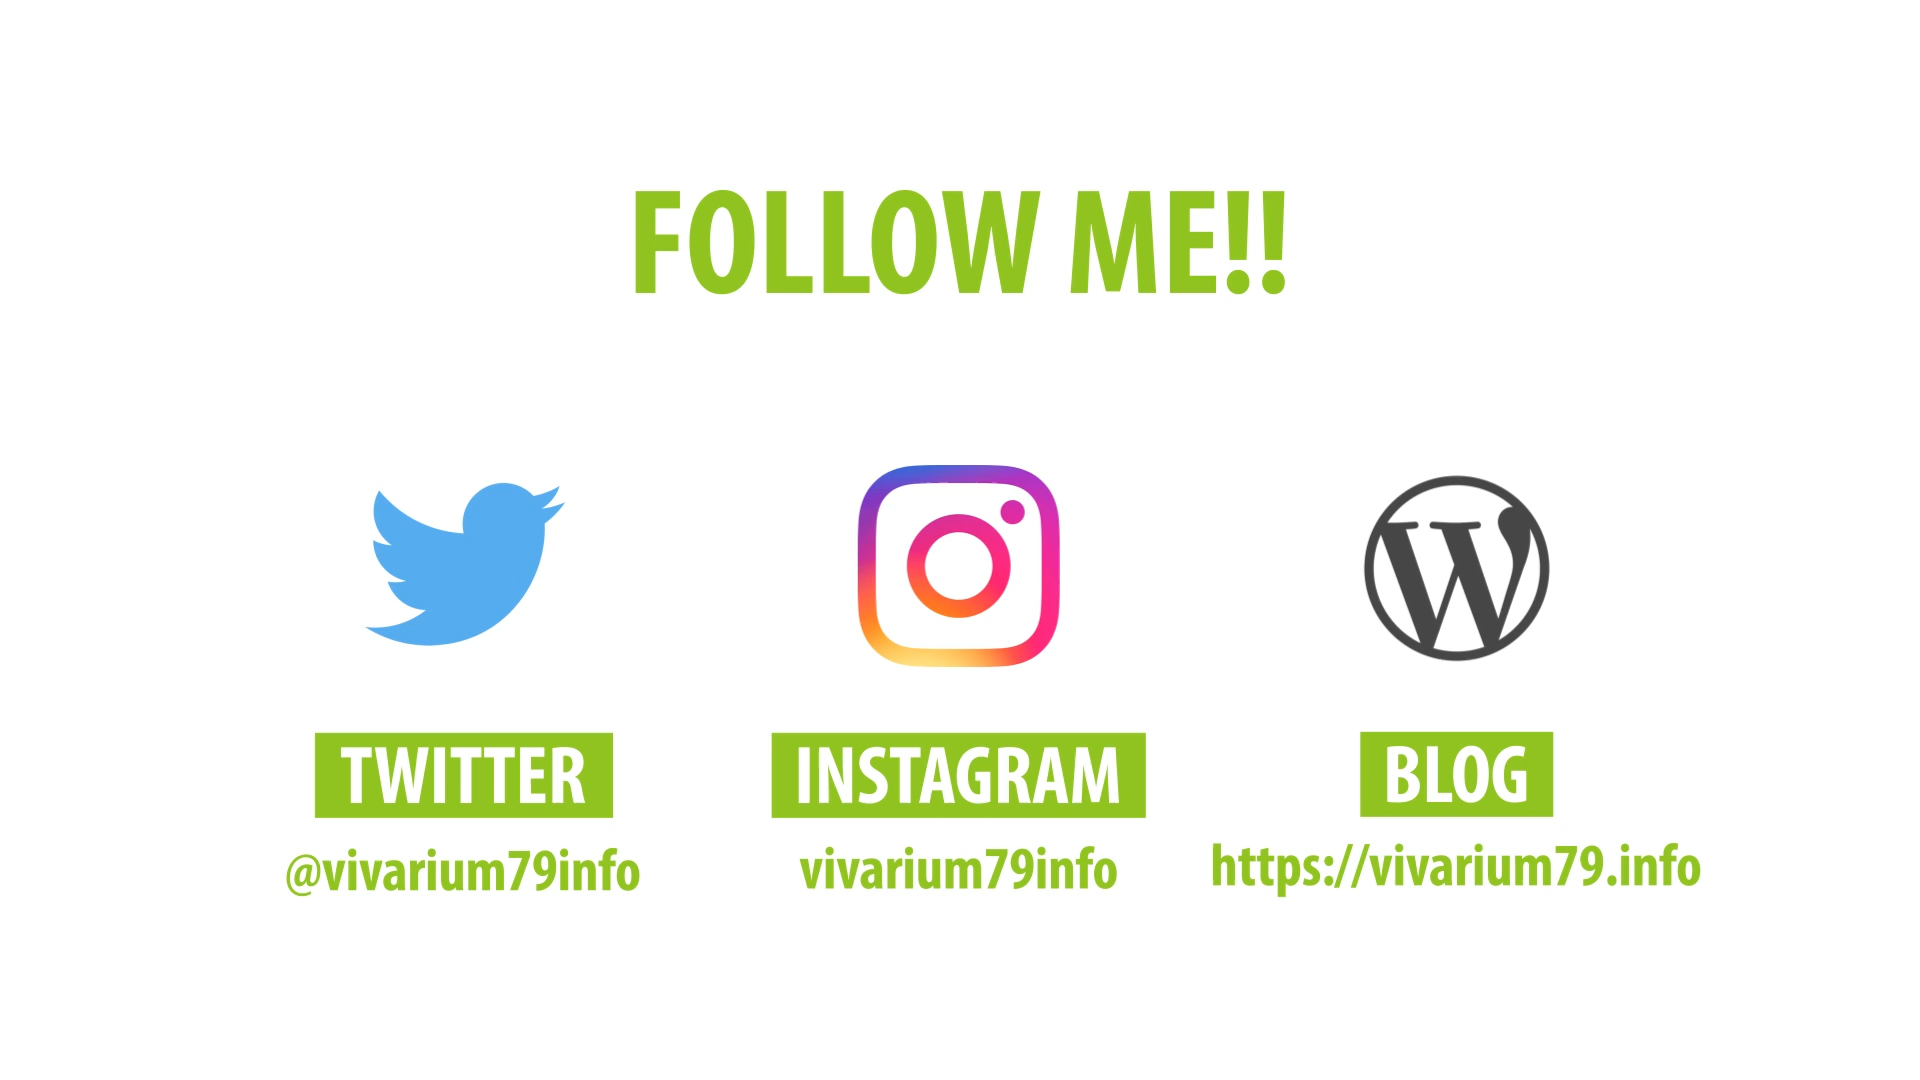 FOLLOW ME!!
TWITTER
@vivarium79info
INSTAGRAM
vivarium79info
BLOG
https://vivarium79.info